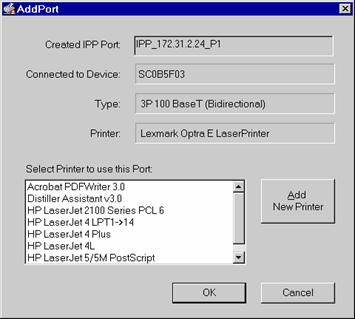 AddPort
Created IPP Port: IPP_172.31.2.24_P1
Connected to Device: SC0B5F03
Type: 3P 100 BaseT (Bidirectional)
Printer: Lexmark Optra E LaserPrinter
Select Printer to use this Port:
Acrobat PDFWriter 3.0
Distiller Assistant v3.0
HP LaserJet 2100 Series PCL 6
HP LaserJet 4 LPT1->14
HP LaserJet 4 Plus
HP LaserJet 4L
HP LaserJet 5/5M PostScript
Add
New Printer
OK
Cancel